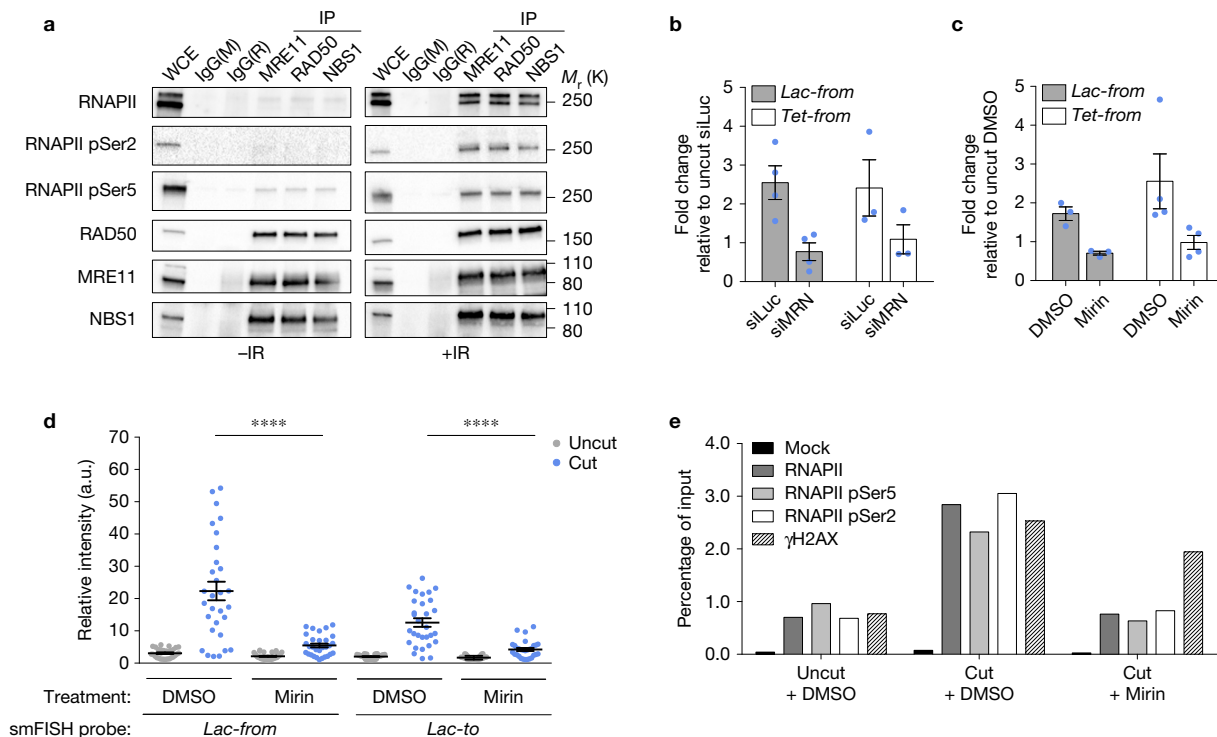 a
IP
WCE
IgG(M)
IgG(R)
MRE11
RAD50
NBS1
IP
WCE
IgG(M)
IgG(R)
MRE11
RAD50
NBS1
Mr (K)
RNAPII
250
RNAPII pSer2
250
RNAPII pSer5
250
RAD50
150
MRE11
110
80
NBS1
110
80
–IR
+IR
b
Fold change
relative to uncut siLuc
5
4
3
2
1
0
Lac-from
Tet-from
siLuc
siMRN
siLuc
siMRN
c
Fold change
relative to uncut DMSO
5
4
3
2
1
0
Lac-from
Tet-from
DMSO
Mirin
DMSO
Mirin
d
Relative intensity (a.u.)
70
60
50
40
30
20
10
0
****
****
Uncut
Cut
Treatment: DMSO Mirin DMSO Mirin
smFISH probe: Lac-from Lac-to
e
Percentage of input
4.0
3.0
2.0
1.0
0.0
Mock
RNAPII
RNAPII pSer5
RNAPII pSer2
γH2AX
Uncut
+ DMSO
Cut
+ DMSO
Cut
+ Mirin